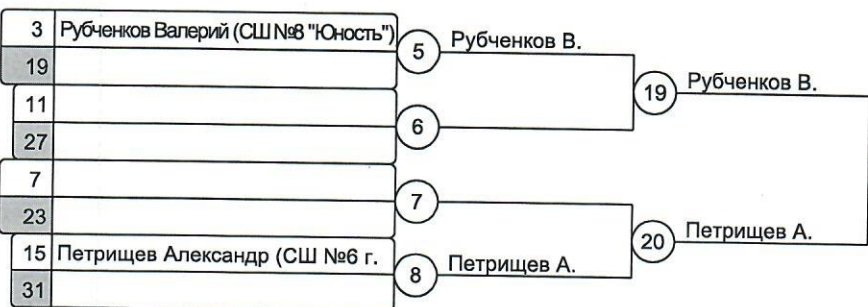 3 Рубченков Валерий (СШ №8 "Юность")
5 Рубченков В.
19
19 Рубченков В.
11
6
27
7
7
23
20 Петрищев А.
15 Петрищев Александр (СШ №6 г.
8 Петрищев А.
31